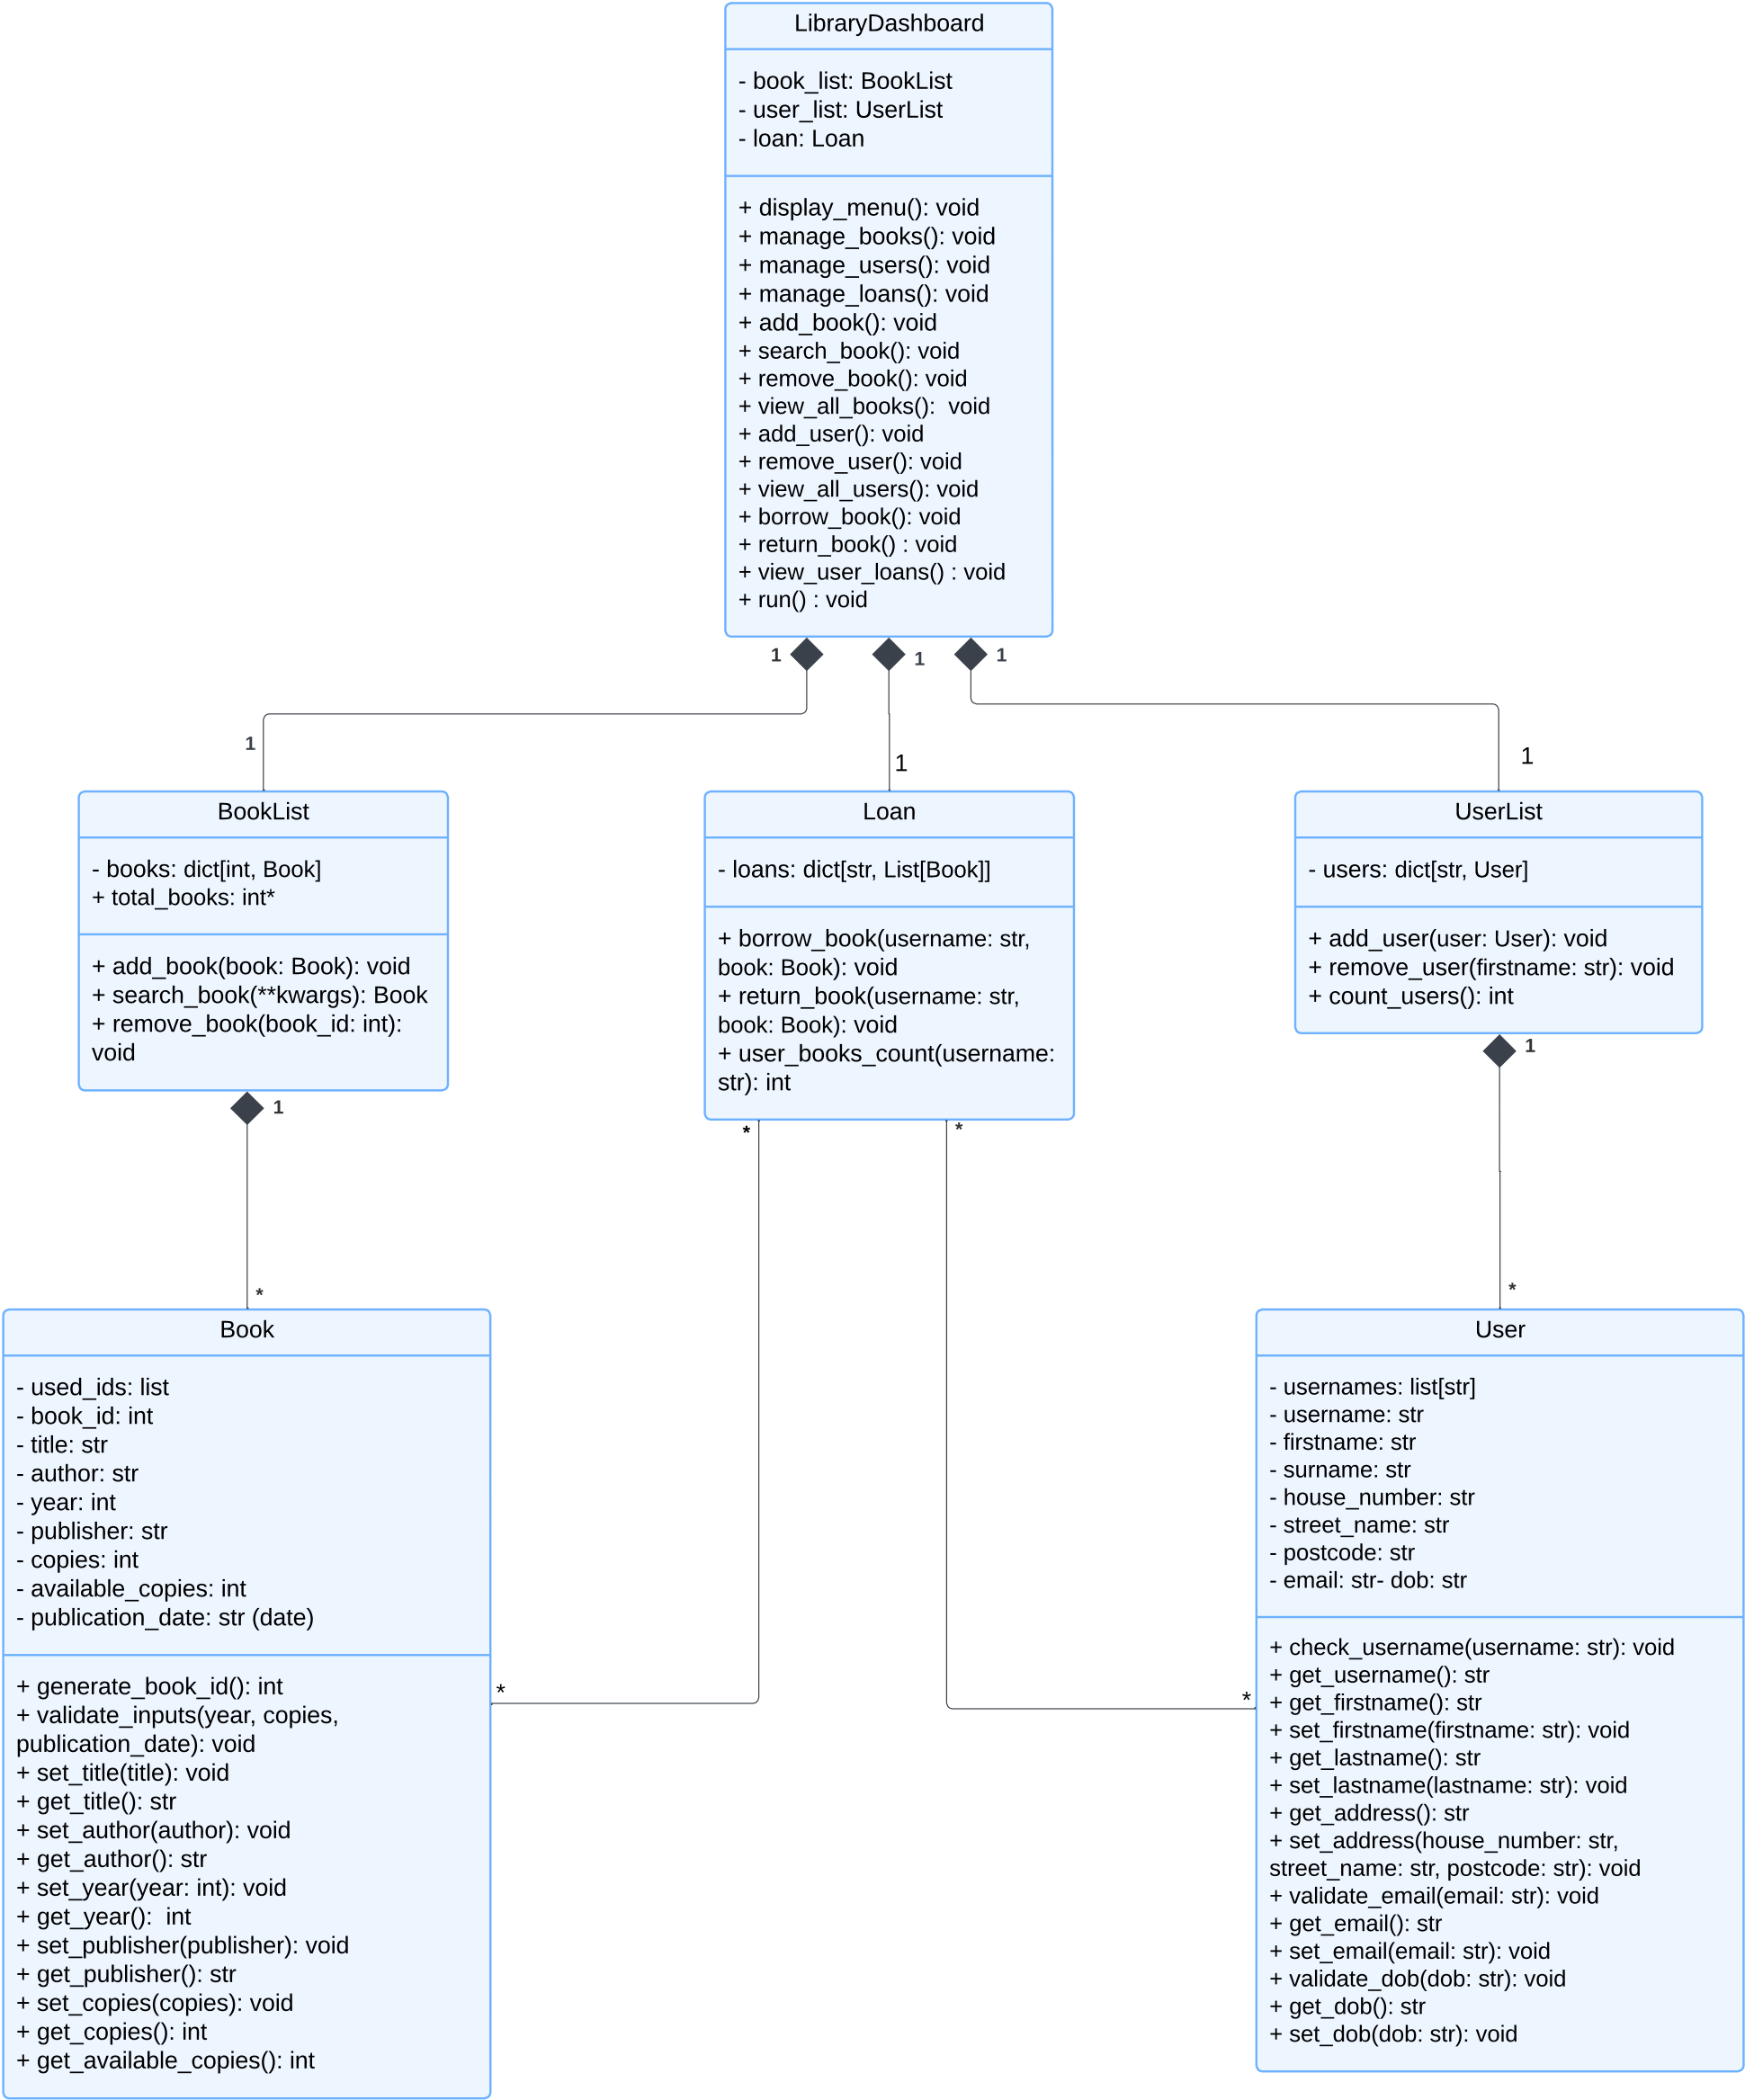 LibraryDashboard
- book_list: BookList
- user_list: UserList
- loan: Loan
+ display_menu(): void
+ manage_books(): void
+ manage_users(): void
+ manage_loans(): void
+ add_book(): void
+ search_book(): void
+ remove_book(): void
+ view_all_books():  void
+ add_user(): void
+ remove_user(): void
+ view_all_users(): void
+ borrow_book(): void
+ return_book() : void
+ view_user_loans() : void
+ run() : void
1
1
1
1
1
1
BookList
- books: dict[int, Book]
+ total_books: int*
+ add_book(book: Book): void
+ search_book(**kwargs): Book
+ remove_book(book_id: int):
void
Loan
- loans: dict[str, List[Book]]
+ borrow_book(username: str,
book: Book): void
+ return_book(username: str,
book: Book): void
+ user_books_count(username:
str): int
UserList
- users: dict[str, User]
+ add_user(user: User): void
+ remove_user(firstname: str): void
+ count_users(): int
1
*
*
*
1
*
*
*
Book
- used_ids: list
- book_id: int
- title: str
- author: str
- year: int
- publisher: str
- copies: int
- available_copies: int
- publication_date: str (date)
+ generate_book_id(): int
+ validate_inputs(year, copies,
publication_date): void
+ set_title(title): void
+ get_title(): str
+ set_author(author): void
+ get_author(): str
+ set_year(year: int): void
+ get_year():  int
+ set_publisher(publisher): void
+ get_publisher(): str
+ set_copies(copies): void
+ get_copies(): int
+ get_available_copies(): int
User
- usernames: list[str]
- username: str
- firstname: str
- surname: str
- house_number: str
- street_name: str
- postcode: str
- email: str- dob: str
+ check_username(username: str): void
+ get_username(): str
+ get_firstname(): str
+ set_firstname(firstname: str): void
+ get_lastname(): str
+ set_lastname(lastname: str): void
+ get_address(): str
+ set_address(house_number: str,
street_name: str, postcode: str): void
+ validate_email(email: str): void
+ get_email(): str
+ set_email(email: str): void
+ validate_dob(dob: str): void
+ get_dob(): str
+ set_dob(dob: str): void